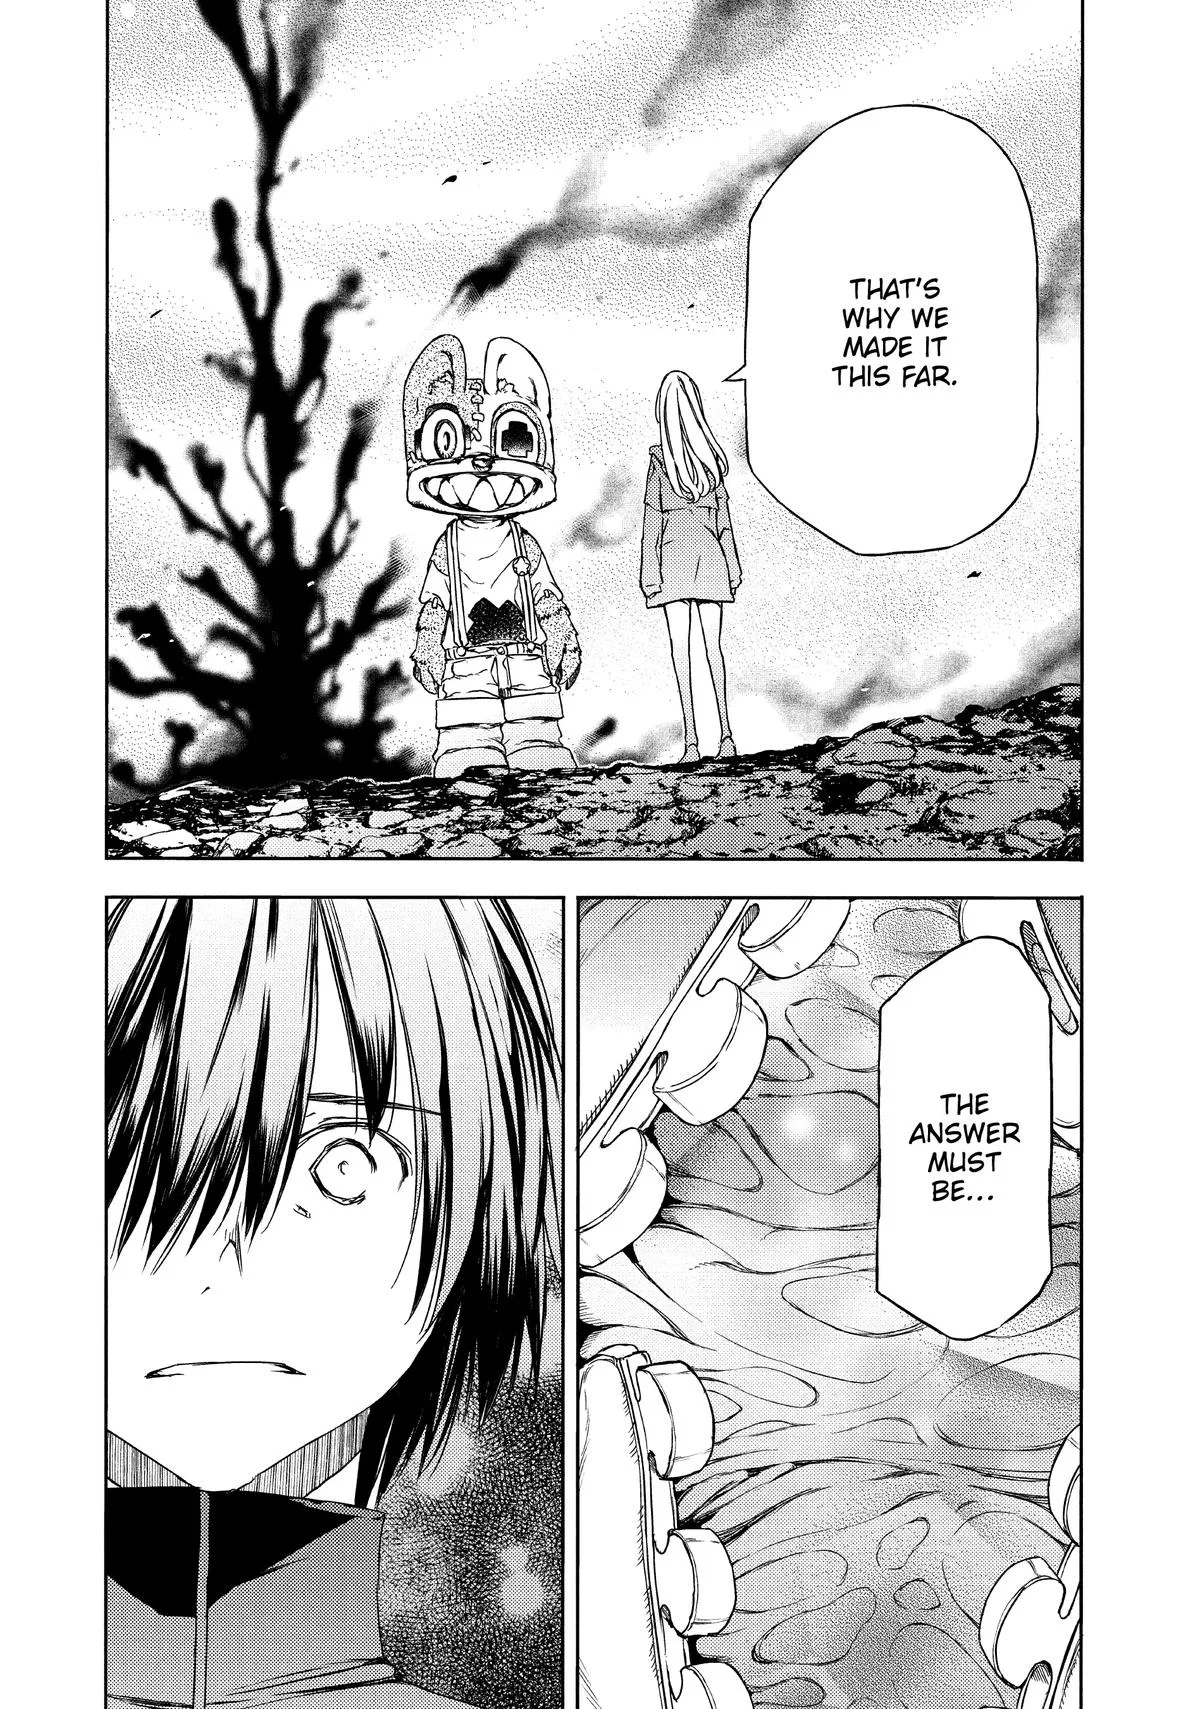 THAT'S
WHY WE
MADE IT
THIS FAR.
THE
ANSWER
MUST
BE...